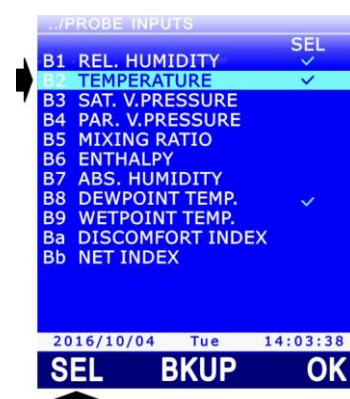 ../PROBE INPUTS
SEL
B1 REL. HUMIDITY ✓
B2 TEMPERATURE ✓
B3 SAT. V.PRESSURE
B4 PAR. V.PRESSURE
B5 MIXING RATIO
B6 ENTHALPY
B7 ABS. HUMIDITY
B8 DEWPOINT TEMP. ✓
B9 WETPOINT TEMP.
Ba DISCOMFORT INDEX
Bb NET INDEX
2016/10/04 Tue 14:03:38
SEL BKUP OK